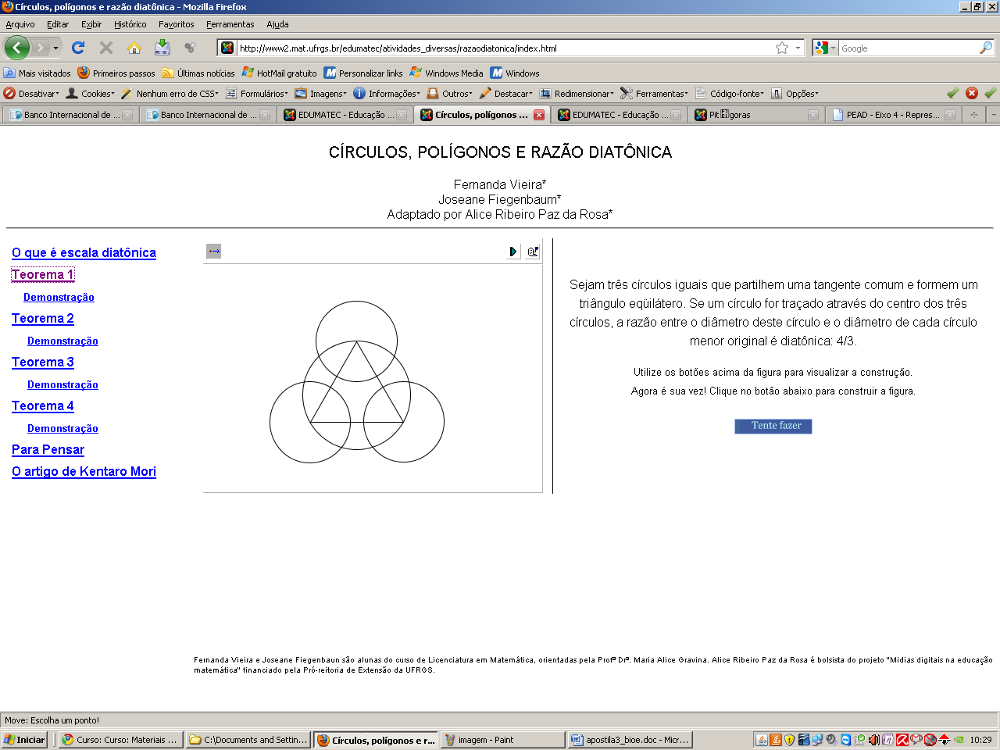 Círculos, polígonos e razão diatônica - Mozilla Firefox
Arquivo Editar Exibir Histórico Favoritos Ferramentas Ajuda
http://www2.mat.ufrgs.br/edumatec/atividades_diversas/razaodiatonica/index.html
Google
Mais visitados Primeiros passos Últimas notícias HotMail gratuito Personalizar links Windows Media Windows
Desativar Cookies Nenhum erro de CSS Formulários Imagens Informações Outros Destacar Redimensionar Ferramentas Código-fonte Opções
Banco Internacional de ... Banco Internacional de ... EDUMATEC - Educação ... Círculos, polígonos ... EDUMATEC - Educação ... Pit goras PEAD - Eixo 4 - Repres...
CÍRCULOS, POLÍGONOS E RAZÃO DIATÔNICA
Fernanda Vieira*
Joseane Fiegenbaum*
Adaptado por Alice Ribeiro Paz da Rosa*
O que é escala diatônica
Teorema 1
Demonstração
Teorema 2
Demonstração
Teorema 3
Demonstração
Teorema 4
Demonstração
Para Pensar
O artigo de Kentaro Mori
Sejam três círculos iguais que partilhem uma tangente comum e formem um
triângulo eqüilátero. Se um círculo for traçado através do centro dos três
círculos, a razão entre o diâmetro deste círculo e o diâmetro de cada círculo
menor original é diatônica: 4/3.
Utilize os botões acima da figura para visualizar a construção.
Agora é sua vez! Clique no botão abaixo para construir a figura.
Tente fazer
Fernanda Vieira e Joseane Fiegenbaun são alunas do curso de Licenciatura em Matemática, orientadas pela Profª Drª. Maria Alice Gravina. Alice Ribeiro Paz da Rosa é bolsista do projeto "Mídias digitais na educação
matemática" financiado pela Pró-reitoria de Extensão da UFRGS.
Move: Escolha um ponto!
Iniciar Curso: Curso: Materiais ... C:\Documents and Settin... Círculos, polígonos e r... imagem - Paint apostila3_bioe.doc - Micr... 10:29